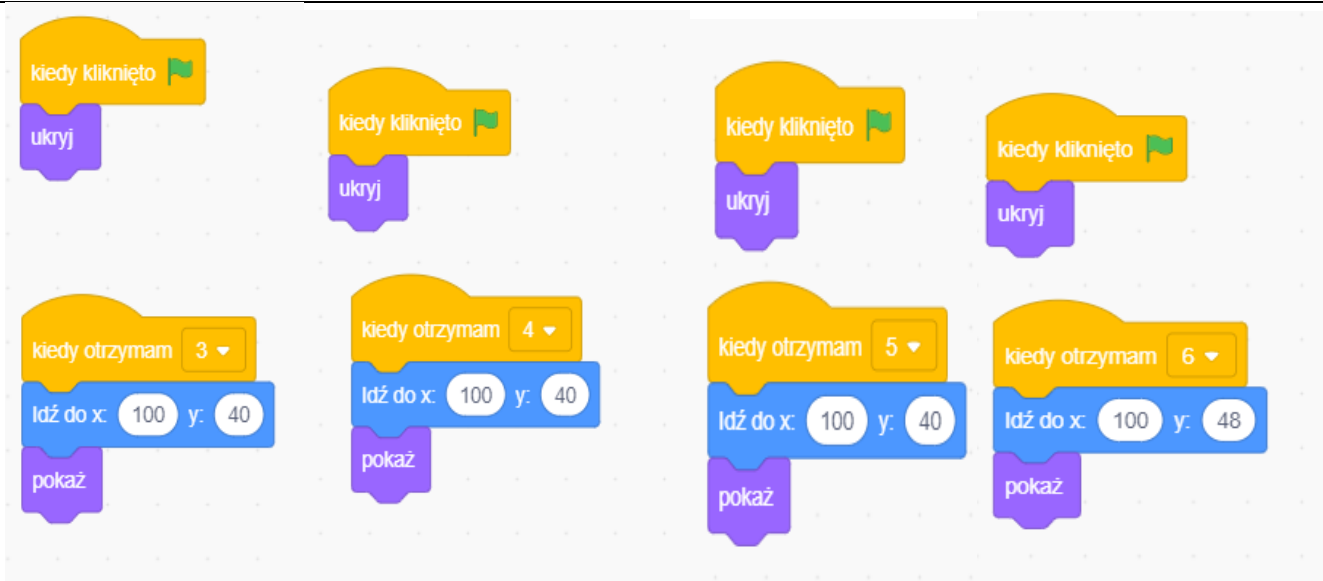 kiedy kliknięto
ukryj
kiedy otrzymam 3
Idź do x: 100 y: 40
pokaż
kiedy kliknięto
ukryj
kiedy otrzymam 4
Idź do x: 100 y: 40
pokaż
kiedy kliknięto
ukryj
kiedy otrzymam 5
Idź do x: 100 y: 40
pokaż
kiedy kliknięto
ukryj
kiedy otrzymam 6
Idź do x: 100 y: 48
pokaż